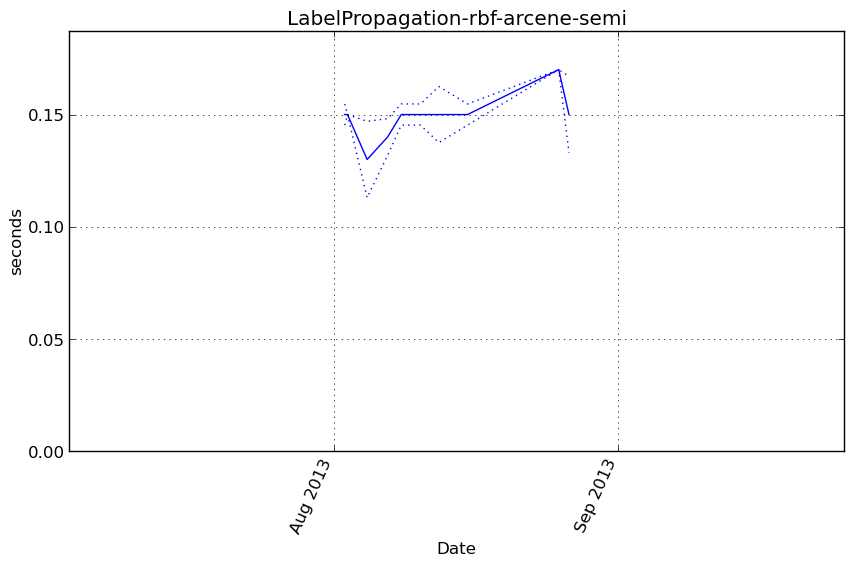 LabelPropagation-rbf-arcene-semi
0.15
0.10
0.05
0.00
seconds
Aug 2013
Sep 2013
Date